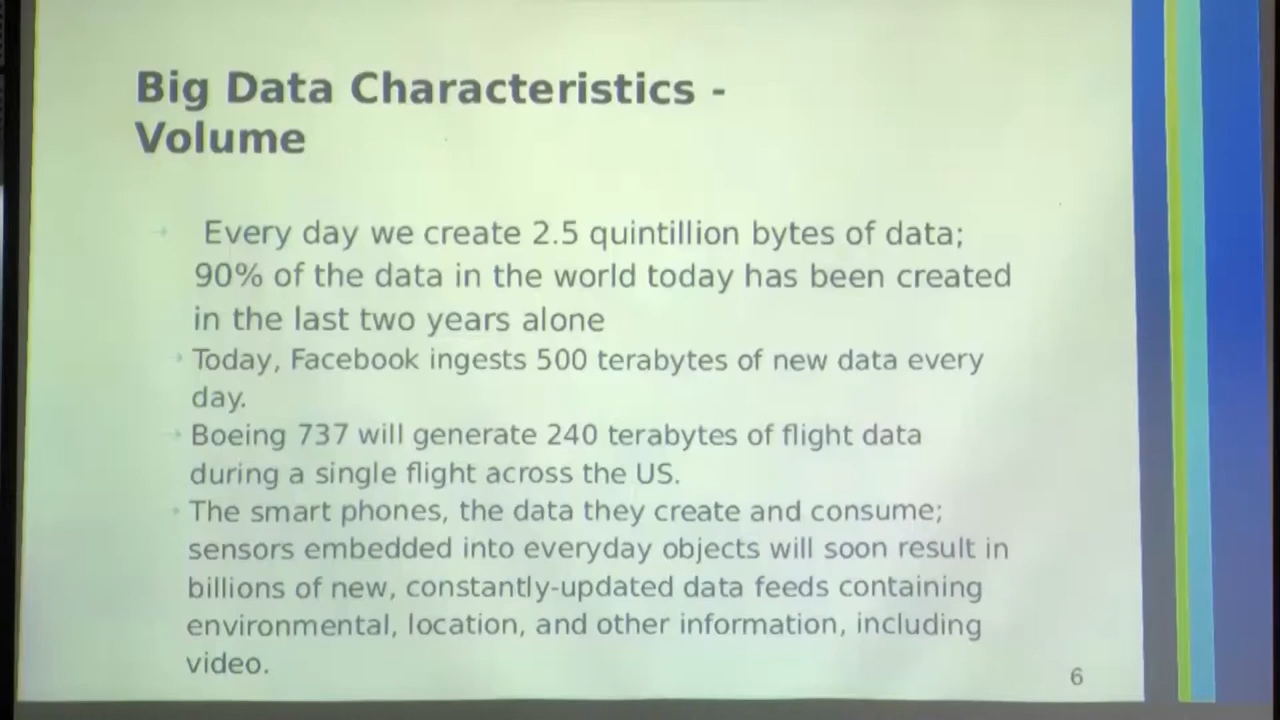 Big Data Characteristics -
Volume
Every day we create 2.5 quintillion bytes of data;
90% of the data in the world today has been created
in the last two years alone
Today, Facebook ingests 500 terabytes of new data every
day.
Boeing 737 will generate 240 terabytes of flight data
during a single flight across the US.
The smart phones, the data they create and consume;
sensors embedded into everyday objects will soon result in
billions of new, constantly-updated data feeds containing
environmental, location, and other information, including
video.
6